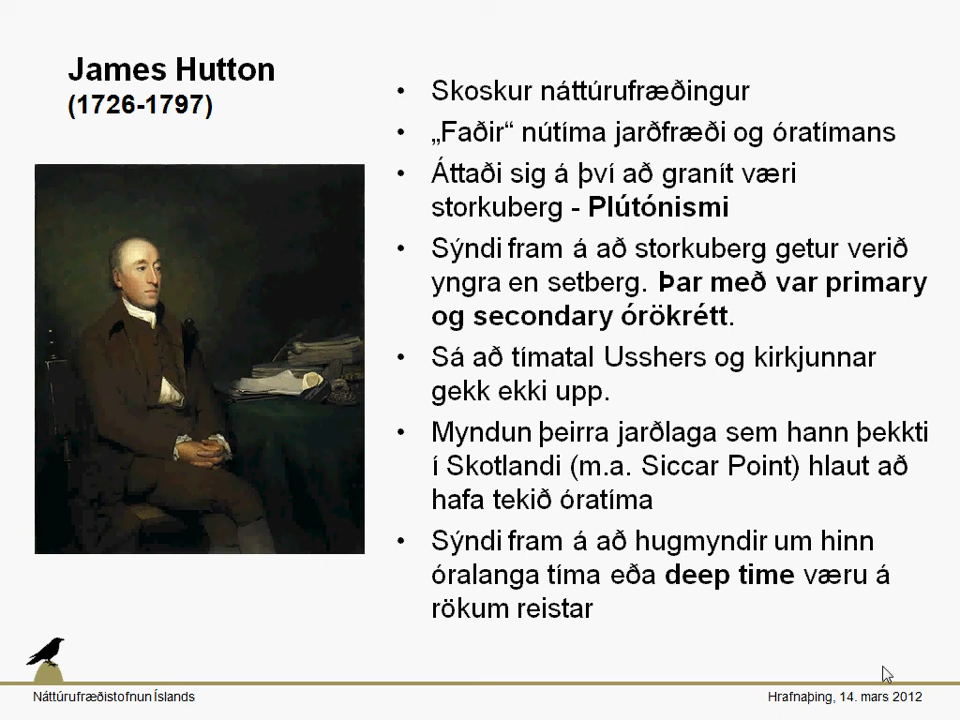 James Hutton
(1726-1797)
• Skoskur náttúrufræðingur
• „Faðir“ nútíma jarðfræði og óratímans
• Áttaði sig á því að granít væri
storkuberg - Plútónismi
• Sýndi fram á að storkuberg getur verið
yngra en setberg. Þar með var primary
og secondary órökrétt.
• Sá að tímatal Usshers og kirkjunnar
gekk ekki upp.
• Myndun þeirra jarðlaga sem hann þekkti
í Skotlandi (m.a. Siccar Point) hlaut að
hafa tekið óratíma
• Sýndi fram á að hugmyndir um hinn
óralanga tíma eða deep time væru á
rökum reistar
Náttúrufræðistofnun Íslands
Hrafnaþing, 14. mars 2012